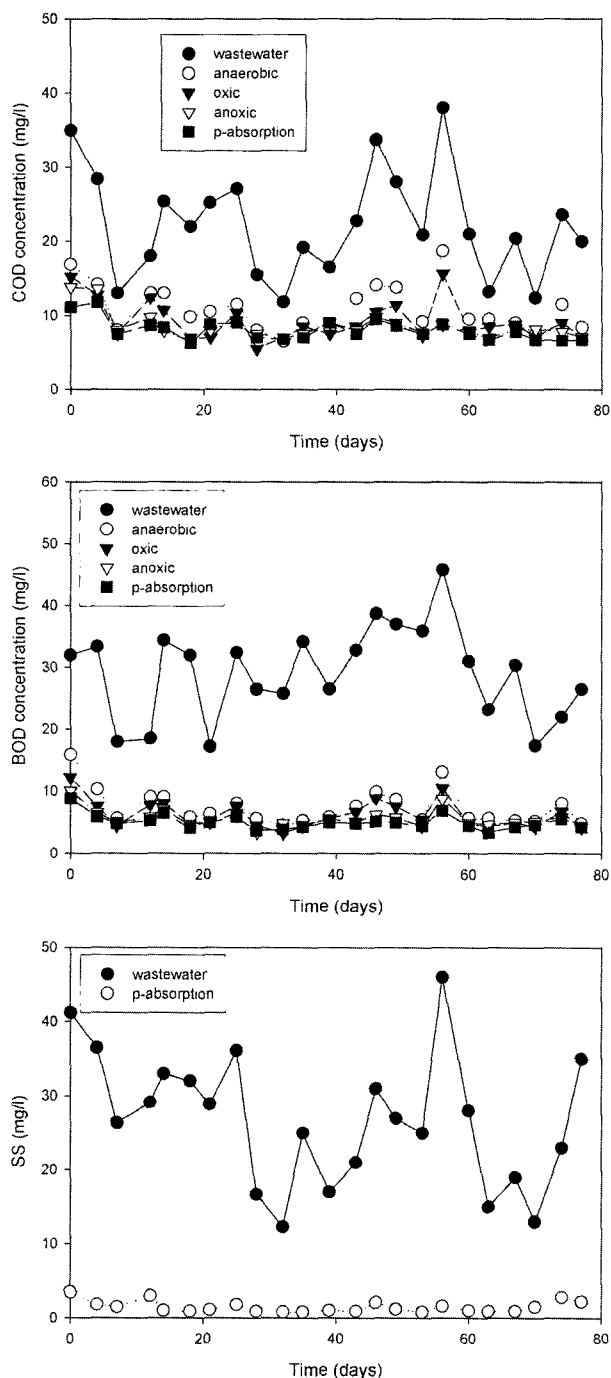 COD concentration (mg/l)
50
40
30
20
10
0
wastewater
anaerobic
oxic
anoxic
p-absorption
0
20
40
60
80
Time (days)
BOD concentration (mg/l)
60
50
40
30
20
10
0
wastewater
anaerobic
oxic
anoxic
p-absorption
0
20
40
60
80
Time (days)
SS (mg/l)
50
40
30
20
10
0
wastewater
p-absorption
0
20
40
60
80
Time (days)